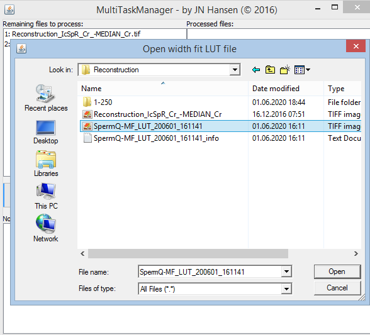 MultiTaskManager - by JN Hansen (© 2016)
Remaining files to process: Processed files:
1: Reconstruction_IcSpR_Cr_-MEDIAN_Cr.tif
2:
Open width fit LUT file
Look in: Reconstruction
Name Date modified Type
1-250 01.06.2020 18:44 File folder
Reconstruction_IcSpR_Cr_-MEDIAN_Cr 16.12.2016 07:51 TIFF imag
SpermQ-MF_LUT_200601_161141 01.06.2020 16:11 TIFF imag
SpermQ-MF_LUT_200601_161141_info 01.06.2020 16:11 Text Docu
Recent places
Desktop
Libraries
This PC
Network
No
File name: SpermQ-MF_LUT_200601_161141 Open
Files of type: All Files (*.*) Cancel